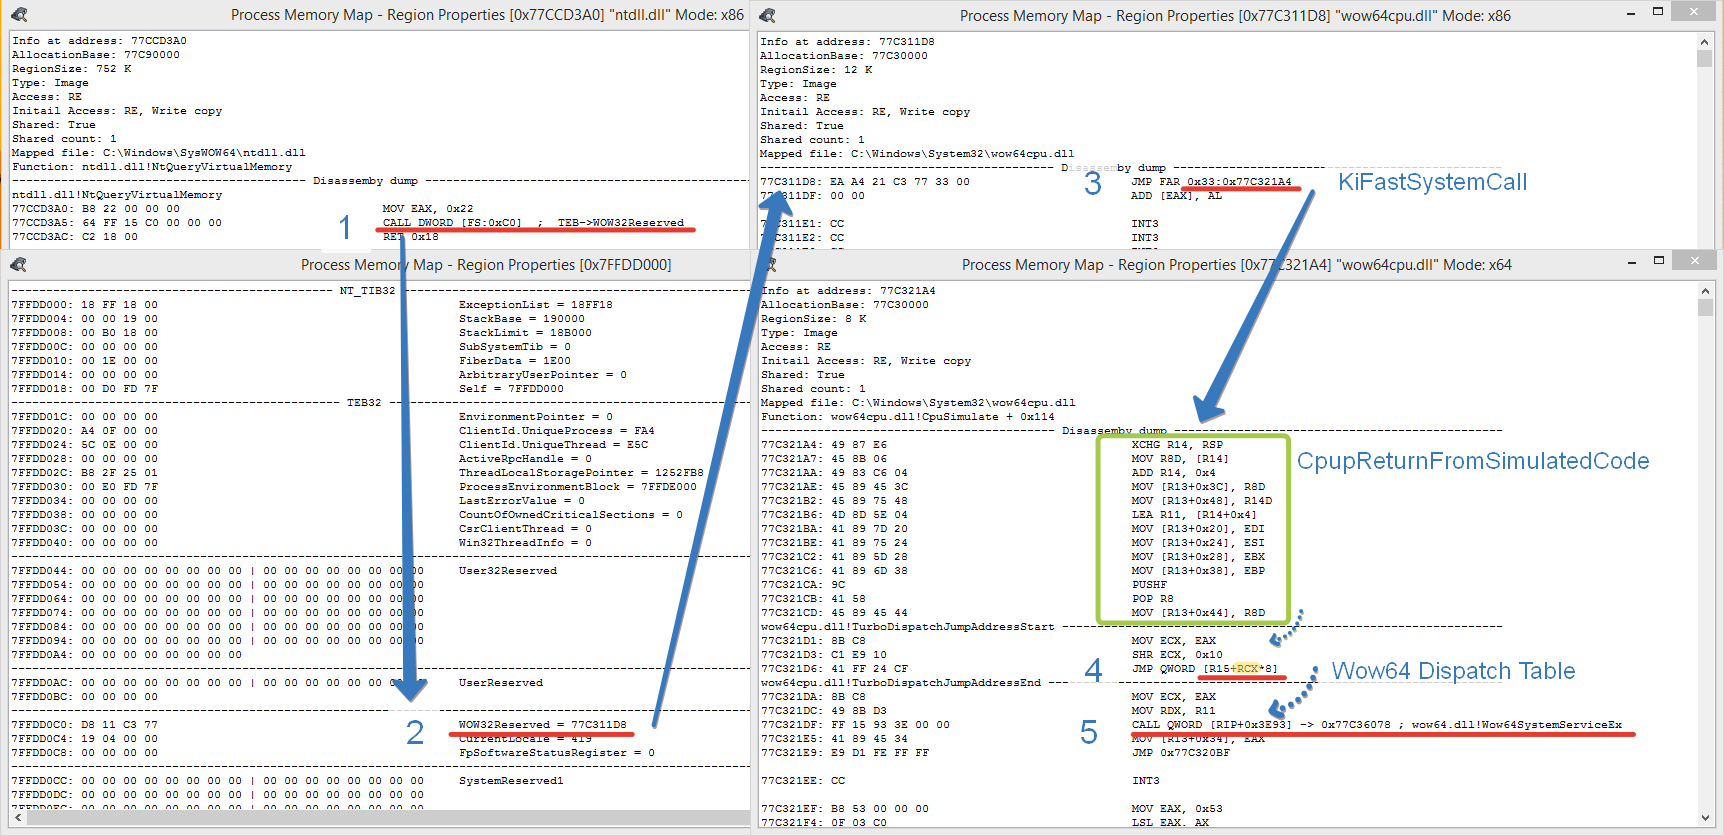 Process Memory Map - Region Properties [0x77CCD3A0] "ntdll.dll" Mode: x86
Info at address: 77CCD3A0
AllocationBase: 77C90000
RegionSize: 752 K
Type: Image
Access: RE
Initail Access: RE, Write copy
Shared: True
Shared count: 1
Mapped file: C:\Windows\SysWOW64\ntdll.dll
Function: ntdll.dll!NtQueryVirtualMemory
Disassemby dump
ntdll.dll!NtQueryVirtualMemory
77CCD3A0: B8 22 00 00 00 MOV EAX, 0x22
77CCD3A5: 64 FF 15 C0 00 00 00 CALL DWORD [FS:0xC0] ; TEB->WOW32Reserved
77CCD3AC: C2 18 00 RET 0x18
1
Process Memory Map - Region Properties [0x77C311D8] "wow64cpu.dll" Mode: x86
Info at address: 77C311D8
AllocationBase: 77C30000
RegionSize: 12 K
Type: Image
Access: RE
Initail Access: RE, Write copy
Shared: True
Shared count: 1
Mapped file: C:\Windows\System32\wow64cpu.dll
Disassemby dump
77C311D8: EA A4 21 C3 77 33 00 JMP FAR 0x33:0x77C321A4
77C311DF: 00 00 ADD [EAX], AL
77C311E1: CC INT3
77C311E2: CC INT3
3
KiFastSystemCall
Process Memory Map - Region Properties [0x7FFDD000]
NT_TIB32
7FFDD000: 18 FF 18 00 ExceptionList = 18FF18
7FFDD004: 00 00 19 00 StackBase = 190000
7FFDD008: 00 B0 18 00 StackLimit = 18B000
7FFDD00C: 00 00 00 00 SubSystemTib = 0
7FFDD010: 00 1E 00 00 FiberData = 1E00
7FFDD014: 00 00 00 00 ArbitraryUserPointer = 0
7FFDD018: 00 D0 FD 7F Self = 7FFDD000
TEB32
7FFDD01C: 00 00 00 00 EnvironmentPointer = 0
7FFDD020: A4 0F 00 00 ClientId.UniqueProcess = FA4
7FFDD024: 5C 0E 00 00 ClientId.UniqueThread = E5C
7FFDD028: 00 00 00 00 ActiveRpcHandle = 0
7FFDD02C: B8 2F 25 01 ThreadLocalStoragePointer = 1252FB8
7FFDD030: 00 E0 FD 7F ProcessEnvironmentBlock = 7FFDE000
7FFDD034: 00 00 00 00 LastErrorValue = 0
7FFDD038: 00 00 00 00 CountOfOwnedCriticalSections = 0
7FFDD03C: 00 00 00 00 CsrClientThread = 0
7FFDD040: 00 00 00 00 Win32ThreadInfo = 0
7FFDD044: 00 00 00 00 00 00 00 00 | 00 00 00 00 00 00 00 00 User32Reserved
7FFDD054: 00 00 00 00 00 00 00 00 | 00 00 00 00 00 00 00 00
7FFDD064: 00 00 00 00 00 00 00 00 | 00 00 00 00 00 00 00 00
7FFDD074: 00 00 00 00 00 00 00 00 | 00 00 00 00 00 00 00 00
7FFDD084: 00 00 00 00 00 00 00 00 | 00 00 00 00 00 00 00 00
7FFDD094: 00 00 00 00 00 00 00 00 | 00 00 00 00 00 00 00 00
7FFDD0A4: 00 00 00 00 00 00 00 00
7FFDD0AC: 00 00 00 00 00 00 00 00 | 00 00 00 00 00 00 00 00 UserReserved
7FFDD0BC: 00 00 00 00
7FFDD0C0: D8 11 C3 77 WOW32Reserved = 77C311D8
7FFDD0C4: 19 04 00 00 CurrentLocale = 419
7FFDD0C8: 00 00 00 00 FpSoftwareStatusRegister = 0
7FFDD0CC: 00 00 00 00 00 00 00 00 | 00 00 00 00 00 00 00 00 SystemReserved1
7FFDD0DC: 00 00 00 00 00 00 00 00 | 00 00 00 00 00 00 00 00
7FFDD0EC: 00 00 00 00 00 00 00 00 | 00 00 00 00 00 00 00 00
2
Process Memory Map - Region Properties [0x77C321A4] "wow64cpu.dll" Mode: x64
Info at address: 77C321A4
AllocationBase: 77C30000
RegionSize: 8 K
Type: Image
Access: RE
Initail Access: RE, Write copy
Shared: True
Shared count: 1
Mapped file: C:\Windows\System32\wow64cpu.dll
Function: wow64cpu.dll!CpuSimulate + 0x114
Disassemby dump
77C321A4: 49 87 E6 XCHG R14, RSP
77C321A7: 45 8B 06 MOV R8D, [R14]
77C321AA: 49 83 C6 04 ADD R14, 0x4
77C321AE: 45 89 45 3C MOV [R13+0x3C], R8D
77C321B2: 45 89 75 48 MOV [R13+0x48], R14D
77C321B6: 4D 8D 5E 04 LEA R11, [R14+0x4]
77C321BA: 41 89 7D 20 MOV [R13+0x20], EDI
77C321BE: 41 89 75 24 MOV [R13+0x24], ESI
77C321C2: 41 89 5D 28 MOV [R13+0x28], EBX
77C321C6: 41 89 6D 38 MOV [R13+0x38], EBP
77C321CA: 9C PUSHF
77C321CB: 41 58 POP R8
77C321CD: 45 89 45 44 MOV [R13+0x44], R8D
CpupReturnFromSimulatedCode
wow64cpu.dll!TurboDispatchJumpAddressStart
77C321D1: 8B C8 MOV ECX, EAX
77C321D3: C1 E9 10 SHR ECX, 0x10
77C321D6: 41 FF 24 CF JMP QWORD [R15+RCX*8]
4
Wow64 Dispatch Table
wow64cpu.dll!TurboDispatchJumpAddressEnd
77C321DA: 8B C8 MOV ECX, EAX
77C321DC: 49 8B D3 MOV RDX, R11
77C321DF: FF 15 93 3E 00 00 CALL QWORD [RIP+0x3E93] -> 0x77C36078 ; wow64.dll!Wow64SystemServiceEx
77C321E5: 41 89 45 34 MOV [R13+0x34], EAX
77C321E9: E9 D1 FE FF FF JMP 0x77C320BF
5
77C321EE: CC INT3
77C321EF: B8 53 00 00 00 MOV EAX, 0x53
77C321F4: 0F 03 C0 LSL EAX, AX